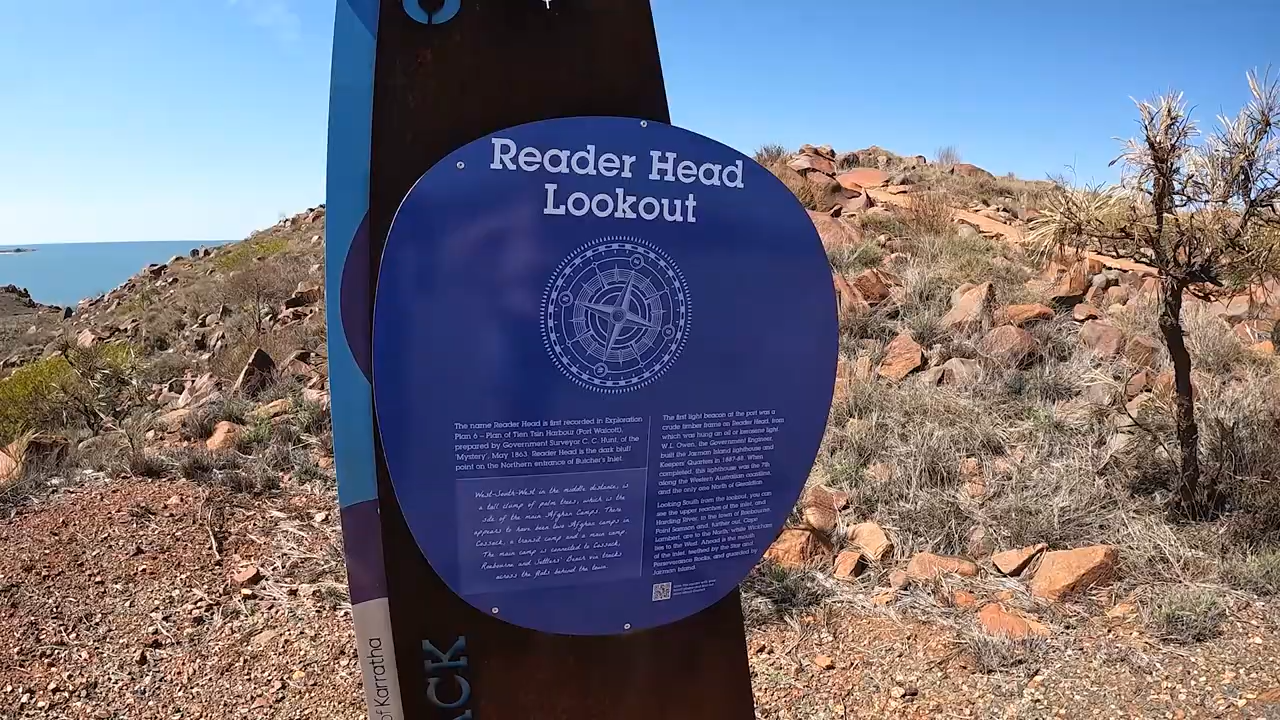 Reader Head
Lookout
The name Reader Head is first recorded in Exploration
Plan 6 – Plan of Tien Tsin Harbour (Port Walcott),
prepared by Government Surveyor C. C. Hunt, of the
'Mystery', May 1863. Reader Head is the dark bluff
point on the Northern entrance of Butcher's Inlet.
West-South-West in the middle distance, is
a tall clump of palm trees, which is the
site of the main Afghan Camps. There
appears to have been two Afghan camps in
Cossack, a transit camp and a main camp.
The main camp is connected to Cossack,
Roebourne and Settlers' Beach via tracks
across the flats behind the town.
The first light beacon at the port was a
crude timber frame on Reader Head, from
which was hung an oil or kerosene light.
W.L. Owen, the Government Engineer,
built the Jarman Island lighthouse and
Keepers' Quarters in 1887-88. When
completed, this lighthouse was the 7th
along the Western Australian coastline,
and the only one North of Geraldton.
Looking South from the lookout, you can
see the upper reaches of the inlet, and
Harding River, to the town of Roebourne.
Point Samson and, further out, Cape
Lambert, are to the North, while Wickham
lies to the West. Ahead is the mouth
of the inlet, teethed by the Star and
Perseverance Rocks, and guarded by
Jarman Island.
of Karratha
ACK